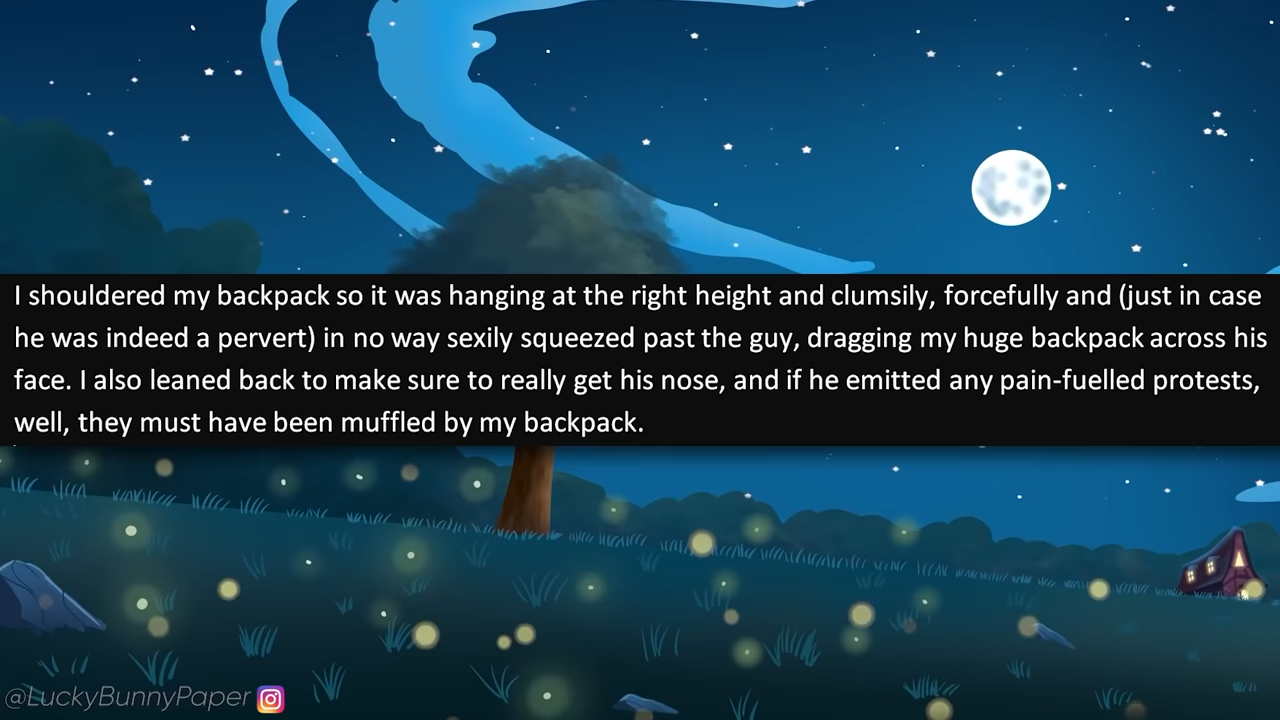 I shouldered my backpack so it was hanging at the right height and clumsily, forcefully and (just in case
he was indeed a pervert) in no way sexily squeezed past the guy, dragging my huge backpack across his
face. I also leaned back to make sure to really get his nose, and if he emitted any pain-fuelled protests,
well, they must have been muffled by my backpack.
@LuckyBunnyPaper